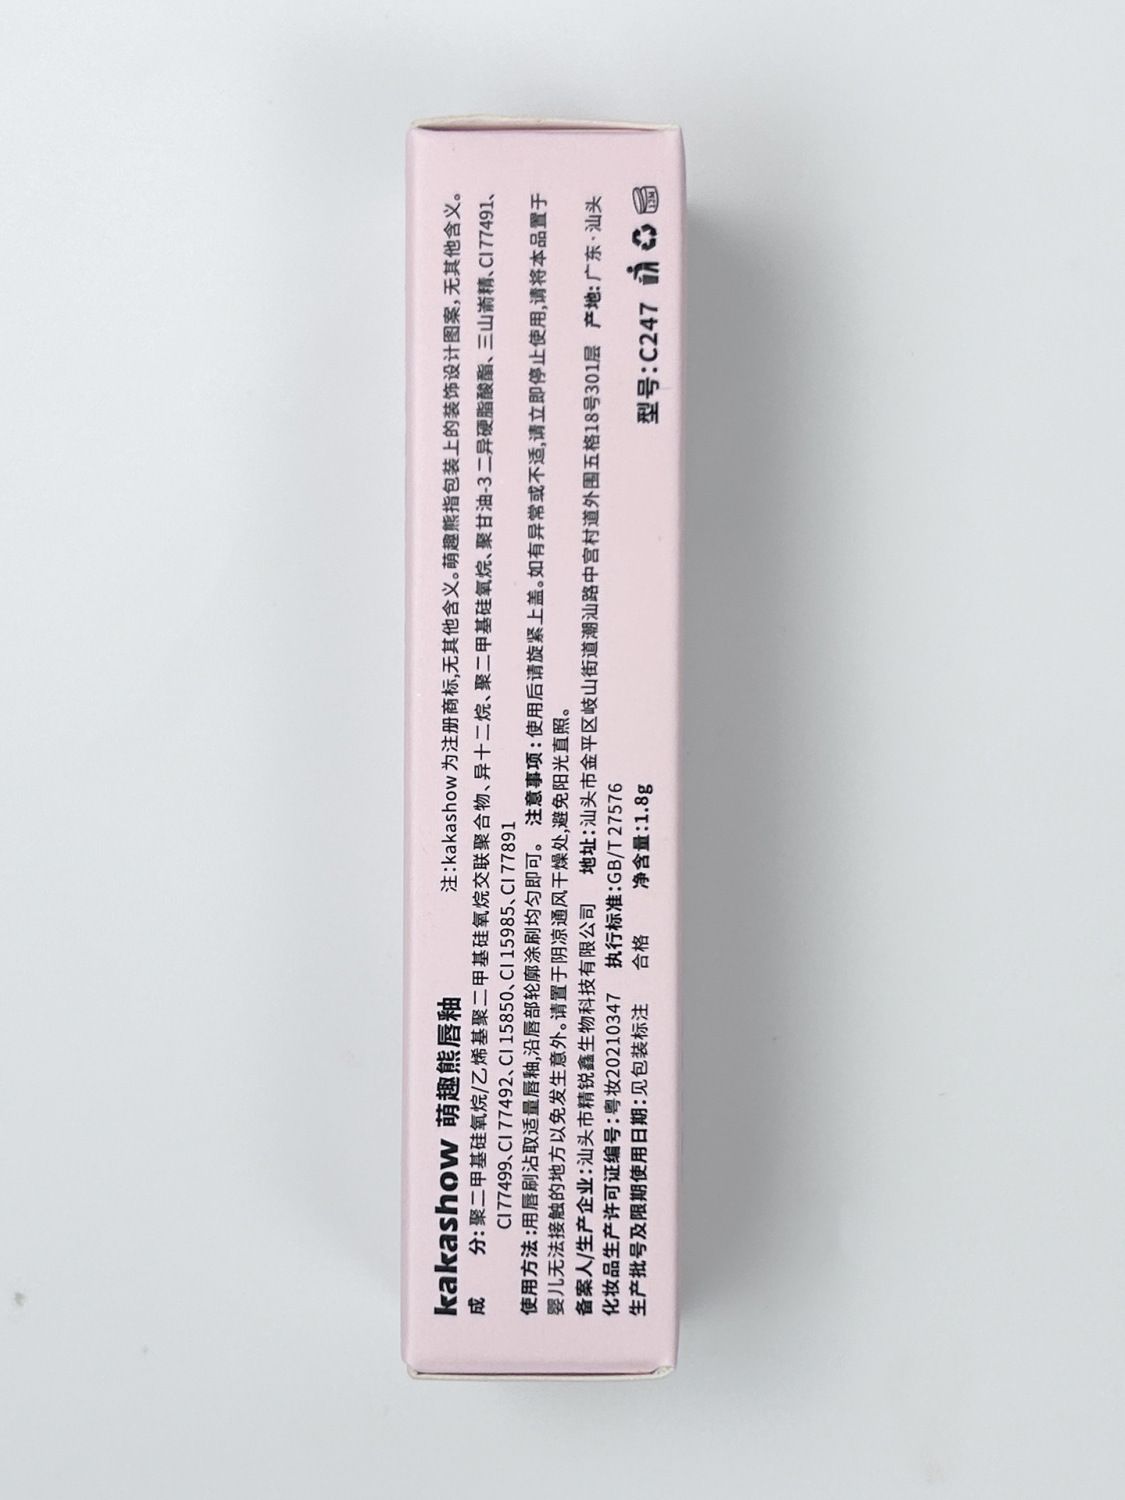 kakashow 萌趣熊唇釉 注:kakashow为注册商标,无其他含义。萌趣熊指包装上的装饰设计图案,无其他含义。
成 分:聚二甲基硅氧烷/乙烯基聚二甲基硅氧烷交联聚合物、异十二烷、聚二甲基硅氧烷、聚甘油-3 二异硬脂酸酯、三山嵛精、CI 77491、
CI 77499、CI 77492、CI 15850、CI 15985、CI 77891
使用方法:用唇刷沾取适量唇釉,沿唇部轮廓涂刷均匀即可。 注意事项:使用后请旋紧上盖。如有异常或不适,请立即停止使用,请将本品置于
婴儿无法接触的地方以免发生意外。请置于阴凉通风干燥处,避免阳光直照。
备案人/生产企业:汕头市精锐鑫生物科技有限公司 地址:汕头市金平区岐山街道潮汕路中宫村道外围五格18号301层 产地:广东·汕头
化妆品生产许可证编号:粤妆20210347 执行标准:GB/T 27576
生产批号及限期使用日期:见包装标注 合格 净含量:1.8g 型号:C247 12M